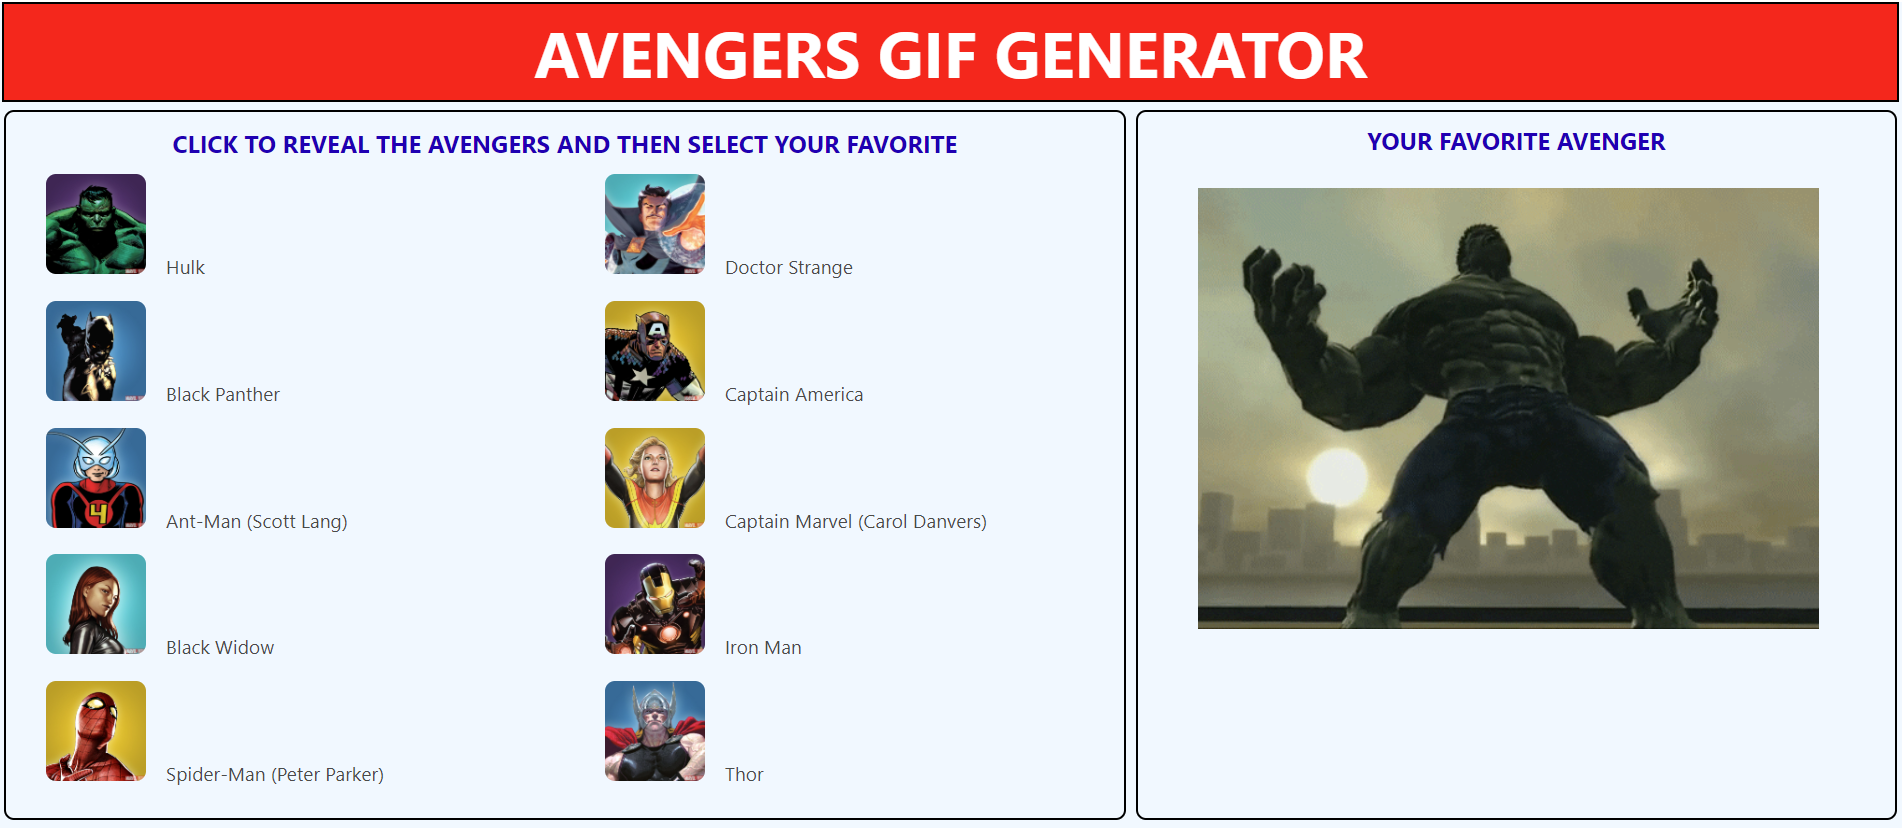 AVENGERS GIF GENERATOR
CLICK TO REVEAL THE AVENGERS AND THEN SELECT YOUR FAVORITE
Hulk
Doctor Strange
Black Panther
Captain America
Ant-Man (Scott Lang)
Captain Marvel (Carol Danvers)
Black Widow
Iron Man
Spider-Man (Peter Parker)
Thor
YOUR FAVORITE AVENGER